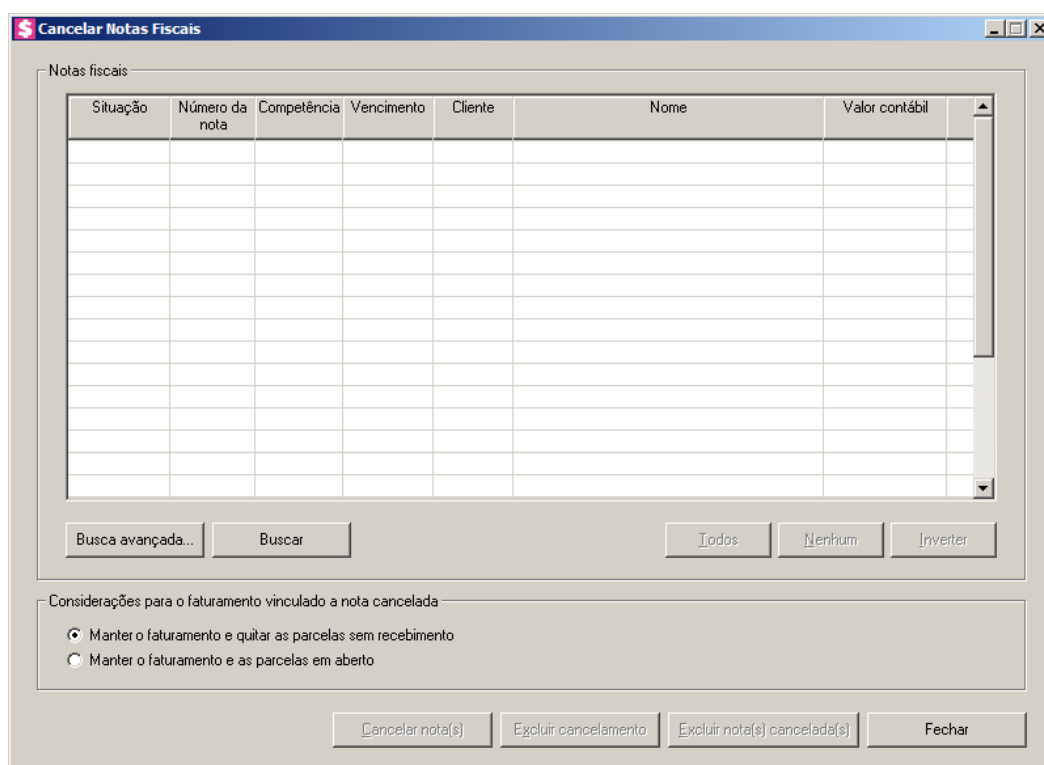 Cancelar Notas Fiscais
Notas fiscais
Situação Número da nota Competência Vencimento Cliente Nome Valor contábil
Busca avançada... Buscar Todos Nenhum Inverter
Considerações para o faturamento vinculado a nota cancelada
Manter o faturamento e quitar as parcelas sem recebimento
Manter o faturamento e as parcelas em aberto
Cancelar nota(s) Excluir cancelamento Excluir nota(s) cancelada(s) Fechar